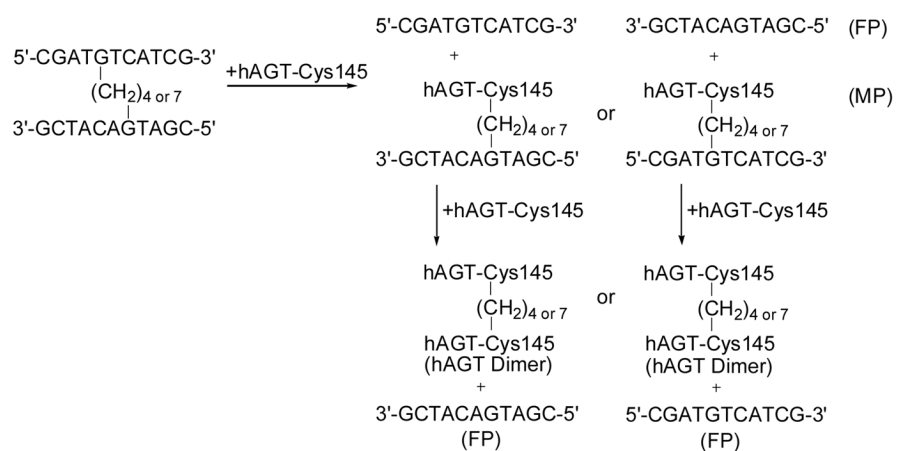 5'-CGATGTCATCG-3' 3'-GCTACAGTAGC-5' (FP)
+ +
5'-CGATGTCATCG-3'
+hAGT-Cys145
(CH2)4 or 7
3'-GCTACAGTAGC-5'
hAGT-Cys145 or hAGT-Cys145 (MP)
(CH2)4 or 7 (CH2)4 or 7
3'-GCTACAGTAGC-5' 5'-CGATGTCATCG-3'
+hAGT-Cys145 +hAGT-Cys145
hAGT-Cys145 or hAGT-Cys145
(CH2)4 or 7 (CH2)4 or 7
hAGT-Cys145 hAGT-Cys145
(hAGT Dimer) (hAGT Dimer)
+ +
3'-GCTACAGTAGC-5' 5'-CGATGTCATCG-3'
(FP) (FP)